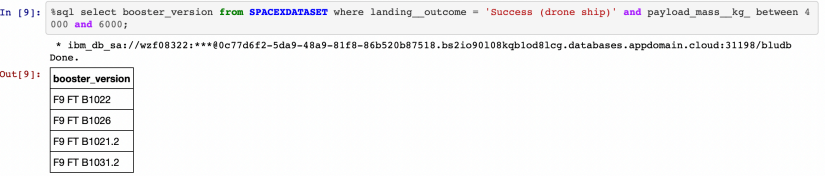 In [9]: %sql select booster_version from SPACEXDATASET where landing__outcome = 'Success (drone ship)' and payload_mass__kg_ between 4
000 and 6000;
* ibm_db_sa://wzf08322:***@0c77d6f2-5da9-48a9-81f8-86b520b87518.bs2io90l08kqb1od8lcg.databases.appdomain.cloud:31198/bludb
Done.
Out[9]: booster_version
F9 FT B1022
F9 FT B1026
F9 FT B1021.2
F9 FT B1031.2